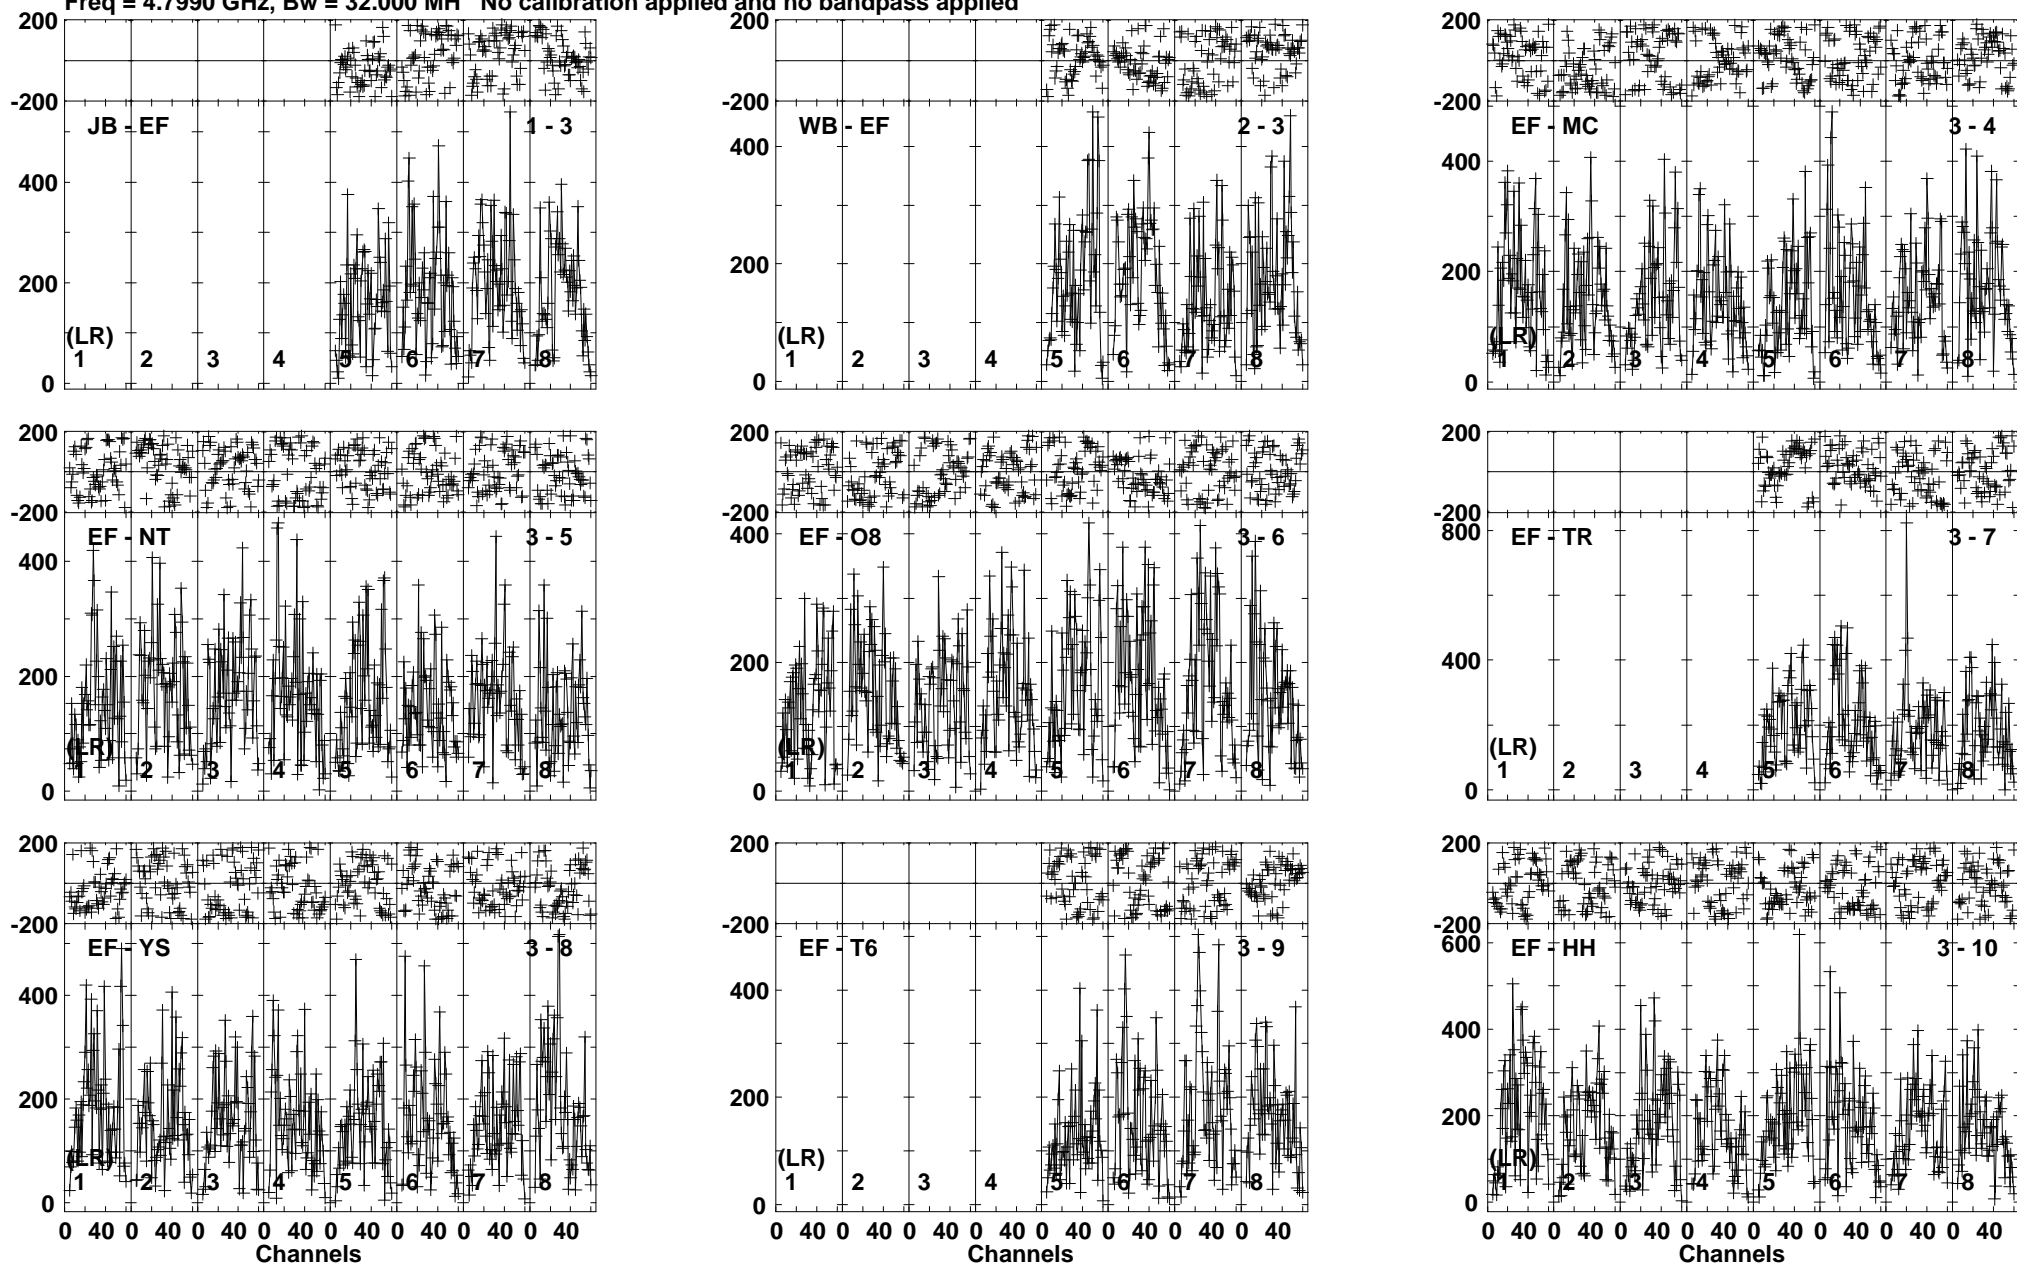 Freq = 4.7990 GHz, Bw = 32.000 MH No calibration applied and no bandpass applied
200 200 200
-200 -200 -200
JB - EF 1 - 3 WB - EF 2 - 3 EF - MC 3 - 4
400 400 400
200 200 200
(LR) (LR) (LR)
1 2 3 4 5 6 7 8 1 2 3 4 5 6 7 8 1 2 3 4 5 6 7 8
0 0 0
200 200 200
-200 -200 -200
EF - NT 3 - 5 EF - O8 3 - 6 EF - TR 3 - 7
400 400 800
200 200 400
(LR) (LR) (LR)
1 2 3 4 5 6 7 8 1 2 3 4 5 6 7 8 1 2 3 4 5 6 7 8
0 0 0
200 200 200
-200 -200 -200
EF - YS 3 - 8 EF - T6 3 - 9 EF - HH 3 - 10
600
400 400 400
200 200 200
(LR) (LR) (LR)
1 2 3 4 5 6 7 8 1 2 3 4 5 6 7 8 1 2 3 4 5 6 7 8
0 0 0
0 40 0 40 0 40 0 40 0 40 0 40 0 40 0 40 0 40 0 40 0 40 0 40 0 40 0 40 0 40 0 40 0 40 0 40 0 40 0 40 0 40 0 40 0 40 0 40
Channels Channels